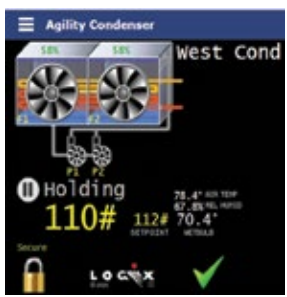 Agility Condenser
58% 58%
West Cond
P1 P2
Holding
78.4° AIR TEMP
67.8% REL HUMID
110# 112# 70.4°
SETPOINT WETBULB
Secure
LOGIX